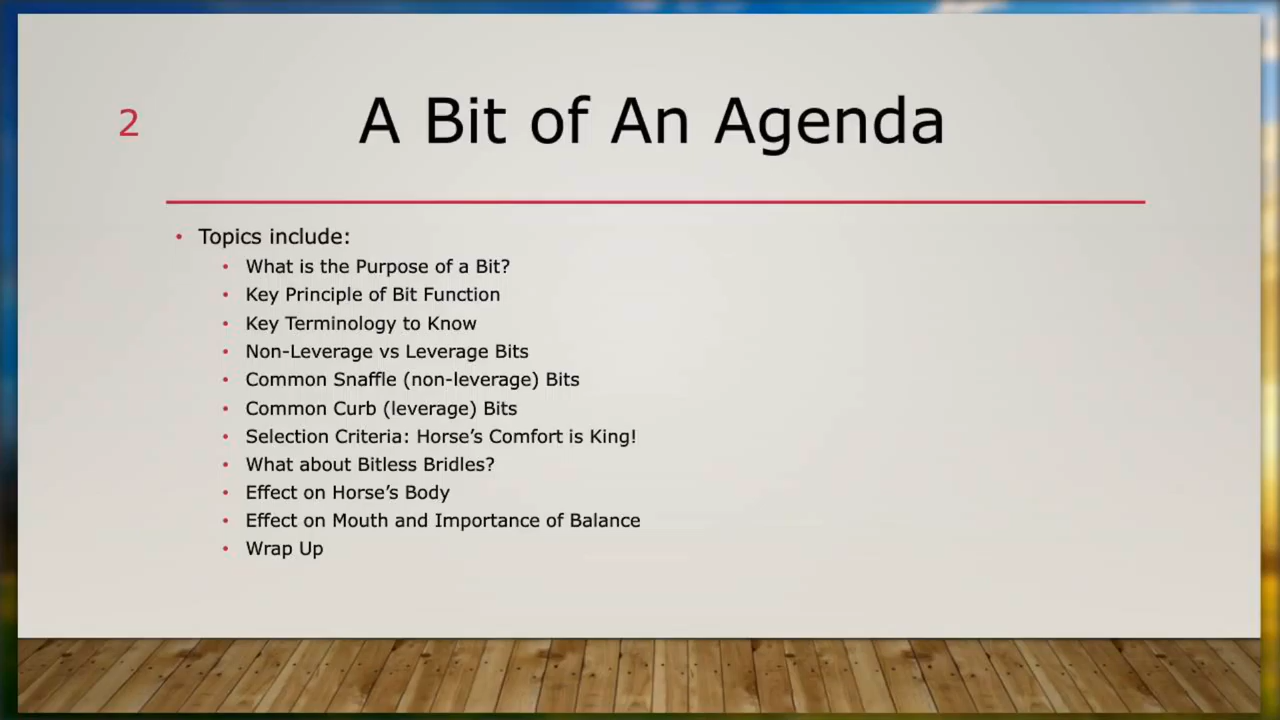 2
A Bit of An Agenda
• Topics include:
• What is the Purpose of a Bit?
• Key Principle of Bit Function
• Key Terminology to Know
• Non-Leverage vs Leverage Bits
• Common Snaffle (non-leverage) Bits
• Common Curb (leverage) Bits
• Selection Criteria: Horse’s Comfort is King!
• What about Bitless Bridles?
• Effect on Horse’s Body
• Effect on Mouth and Importance of Balance
• Wrap Up